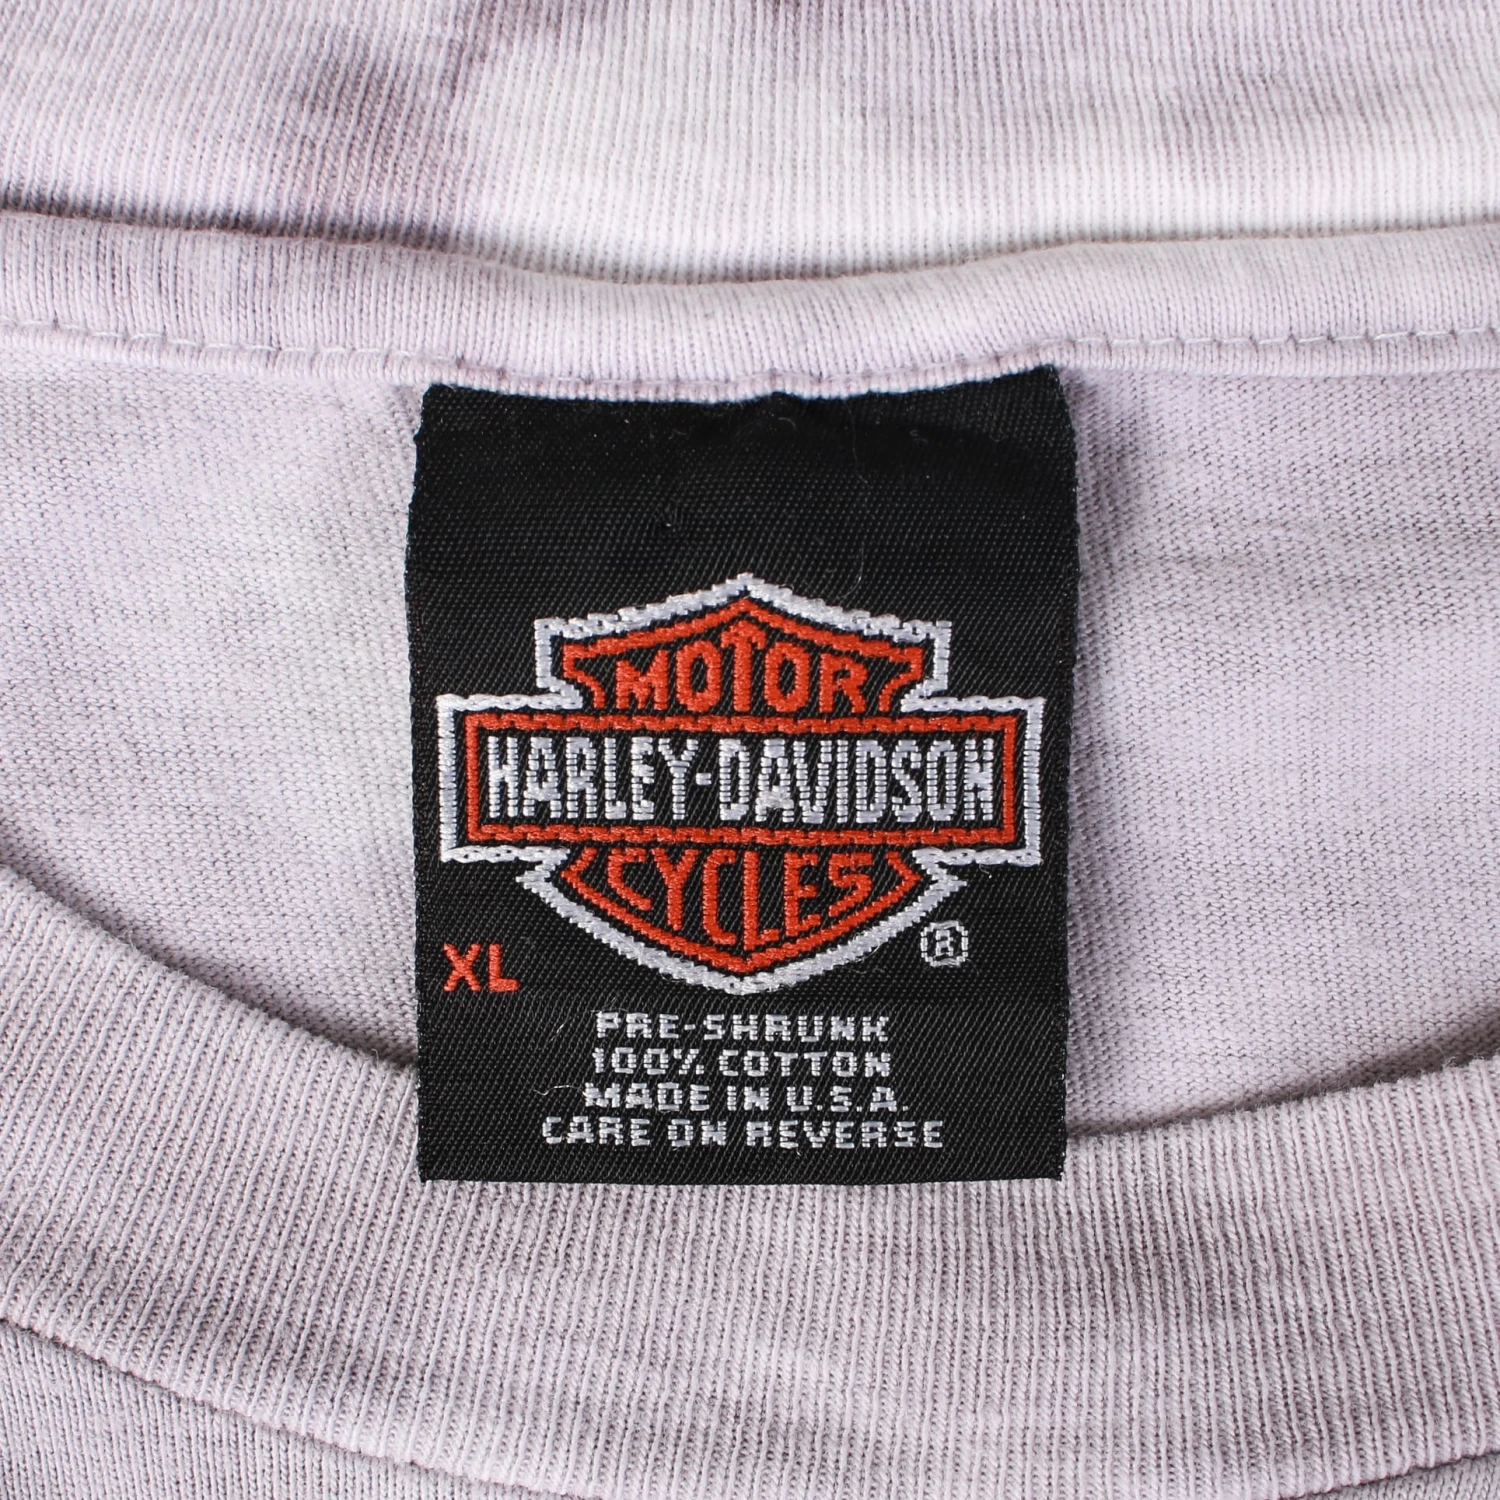 MOTOR
HARLEY-DAVIDSON
CYCLES
®
XL
PRE-SHRUNK
100% COTTON
MADE IN U.S.A.
CARE ON REVERSE